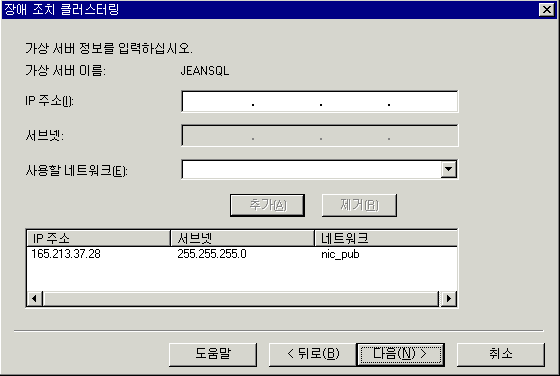 장애 조치 클러스터링
가상 서버 정보를 입력하십시오.
가상 서버 이름: JEANSQL
IP 주소(I): . . .
서브넷: . . .
사용할 네트워크(E):
추가(A) 제거(R)
IP 주소 서브넷 네트워크
165.213.37.28 255.255.255.0 nic_pub
도움말 < 뒤로(B) 다음(N) > 취소